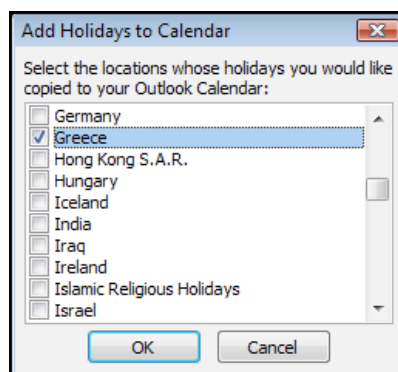 Add Holidays to Calendar
Select the locations whose holidays you would like
copied to your Outlook Calendar:
Germany
Greece
Hong Kong S.A.R.
Hungary
Iceland
India
Iraq
Ireland
Islamic Religious Holidays
Israel
OK
Cancel